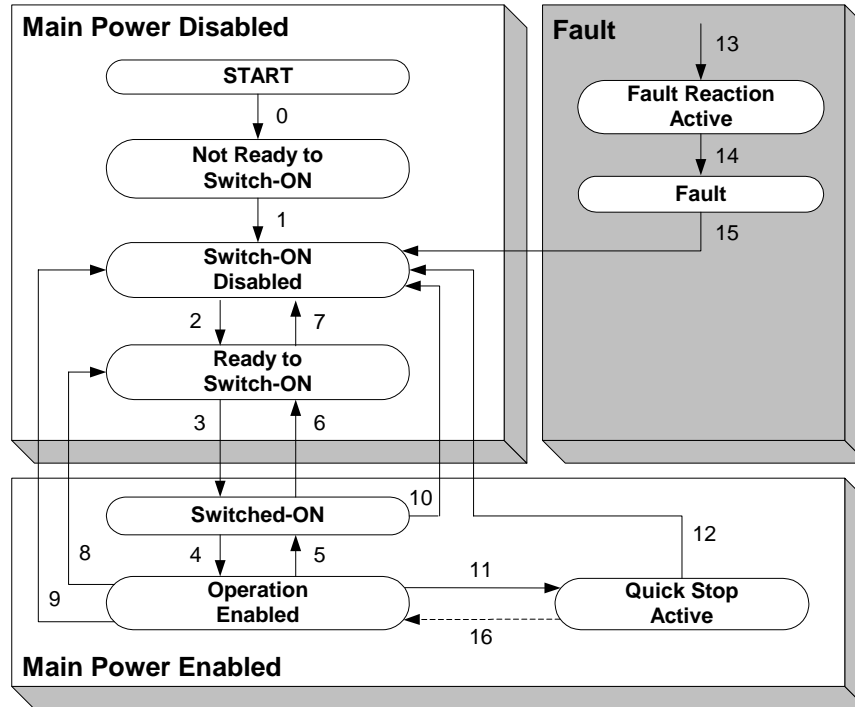 Main Power Disabled
START
0
Not Ready to
Switch-ON
1
Switch-ON
Disabled
2
7
Ready to
Switch-ON
3
6
Fault
13
Fault Reaction
Active
14
Fault
15
Switched-ON
10
4
5
8
9
Operation
Enabled
11
16
12
Quick Stop
Active
Main Power Enabled